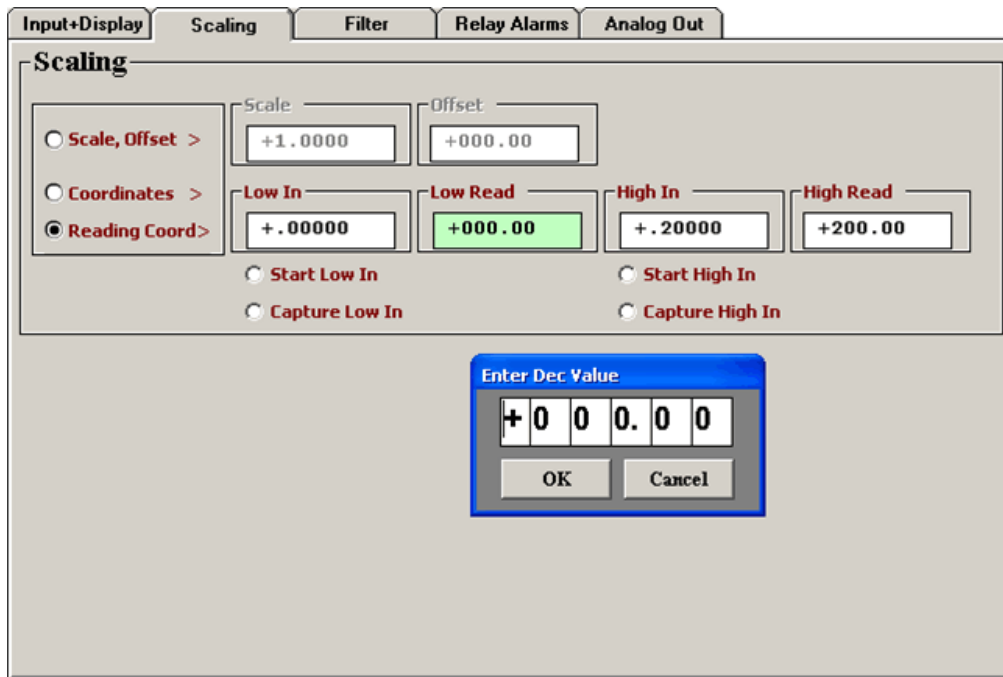 Input+Display Scaling Filter Relay Alarms Analog Out
Scaling
Scale Offset
Scale, Offset > +1.0000 +000.00
Coordinates > Low In Low Read High In High Read
Reading Coord> +.00000 +000.00 +.20000 +200.00
Start Low In Start High In
Capture Low In Capture High In
Enter Dec Value
+ 0 0 0. 0 0
OK Cancel